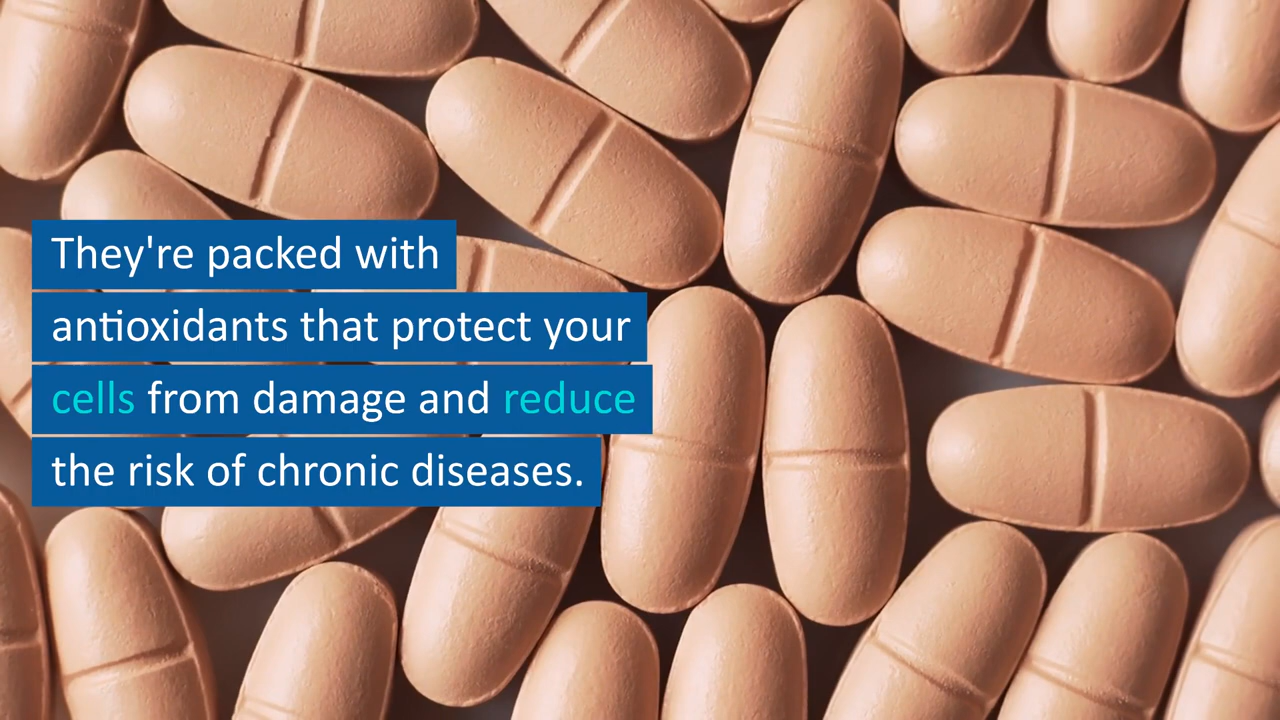 They're packed with
antioxidants that protect your
cells from damage and reduce
the risk of chronic diseases.